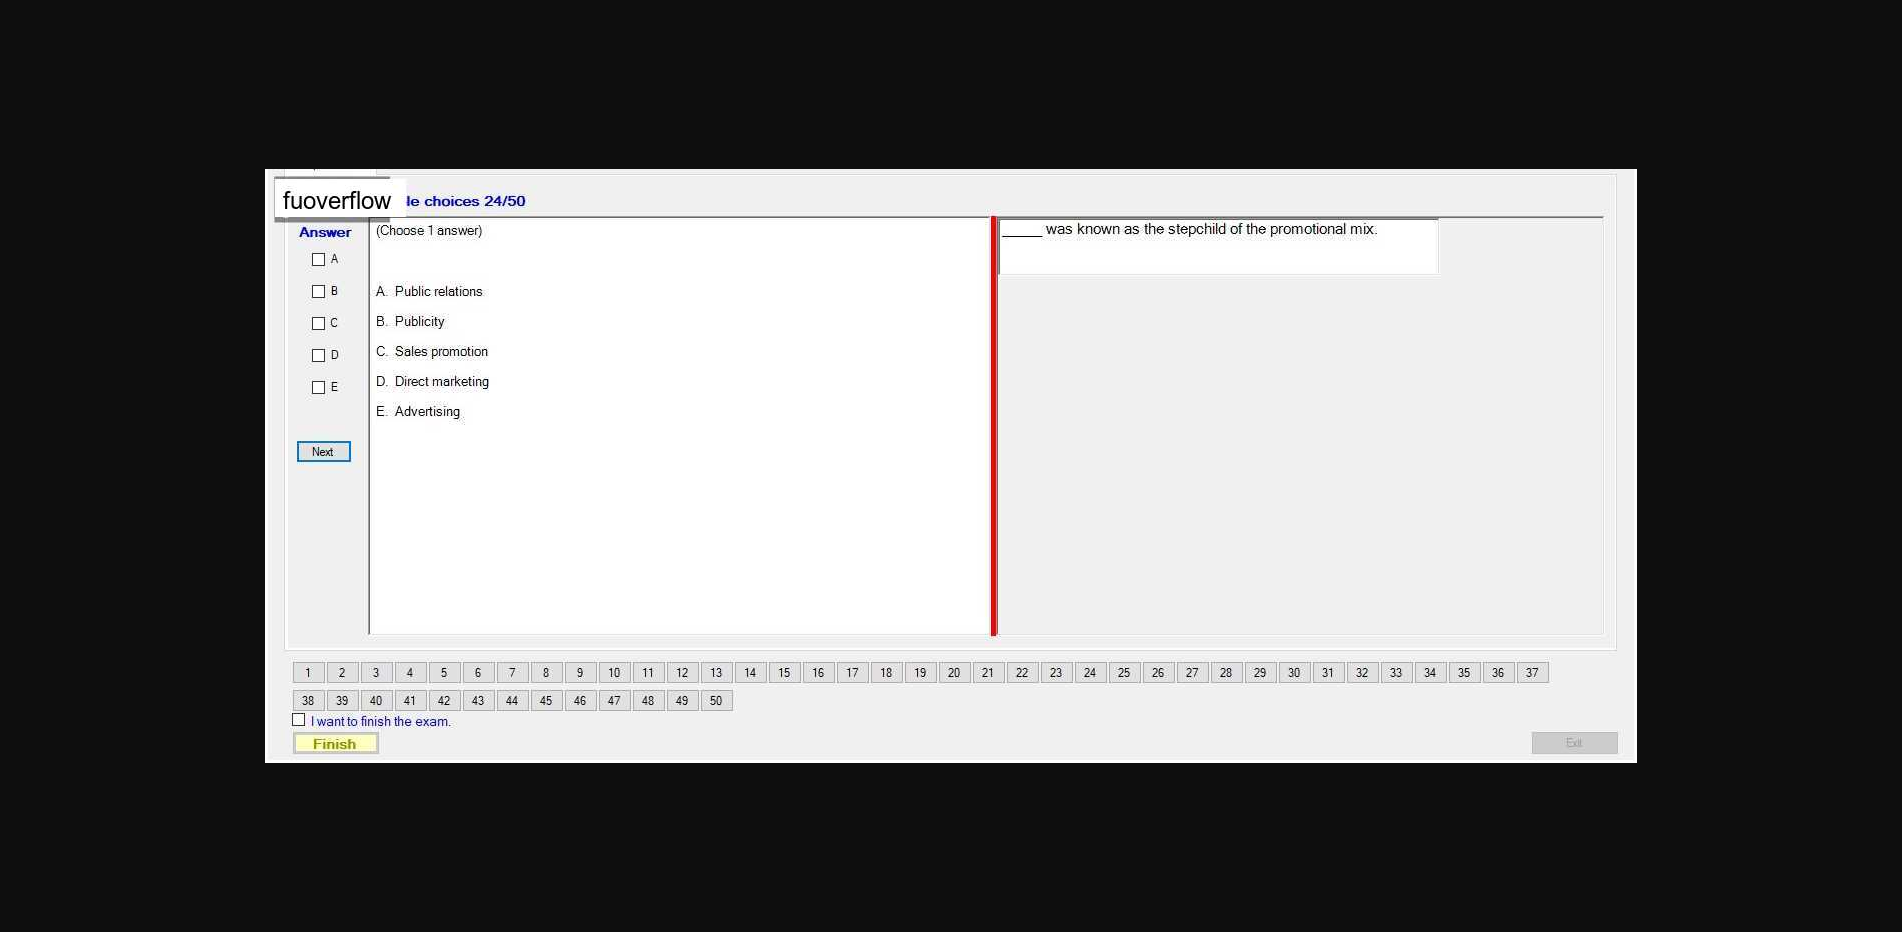 fuoverflow
le choices 24/50
Answer
A
B
C
D
E
Next
(Choose 1 answer)
A. Public relations
B. Publicity
C. Sales promotion
D. Direct marketing
E. Advertising
_____ was known as the stepchild of the promotional mix.
1 2 3 4 5 6 7 8 9 10 11 12 13 14 15 16 17 18 19 20 21 22 23 24 25 26 27 28 29 30 31 32 33 34 35 36 37
38 39 40 41 42 43 44 45 46 47 48 49 50
I want to finish the exam.
Finish
Exit